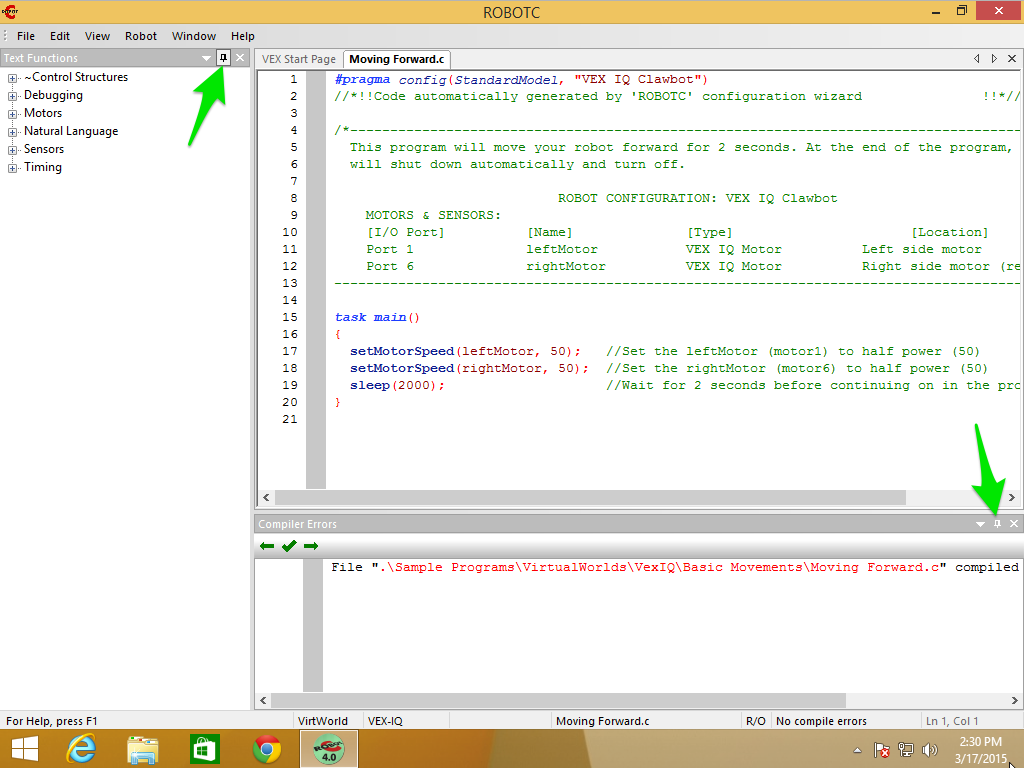 ROBOTC
File Edit View Robot Window Help
Text Functions
~Control Structures
Debugging
Motors
Natural Language
Sensors
Timing
VEX Start Page Moving Forward.c
1 #pragma config(StandardModel, "VEX IQ Clawbot")
2 //*!!Code automatically generated by 'ROBOTC' configuration wizard !!*//
3
4 /*--------------------------------------------------------------------------------------
5 This program will move your robot forward for 2 seconds. At the end of the program,
6 will shut down automatically and turn off.
7
8 ROBOT CONFIGURATION: VEX IQ Clawbot
9 MOTORS & SENSORS:
10 [I/O Port] [Name] [Type] [Location]
11 Port 1 leftMotor VEX IQ Motor Left side motor
12 Port 6 rightMotor VEX IQ Motor Right side motor (re
13 --------------------------------------------------------------------------------------
14
15 task main()
16 {
17 setMotorSpeed(leftMotor, 50); //Set the leftMotor (motor1) to half power (50)
18 setMotorSpeed(rightMotor, 50); //Set the rightMotor (motor6) to half power (50)
19 sleep(2000); //Wait for 2 seconds before continuing on in the pro
20 }
21
Compiler Errors
File ".\Sample Programs\VirtualWorlds\VexIQ\Basic Movements\Moving Forward.c" compiled
For Help, press F1 VirtWorld VEX-IQ Moving Forward.c R/O No compile errors Ln 1, Col 1
4.0
2:30 PM
3/17/2015